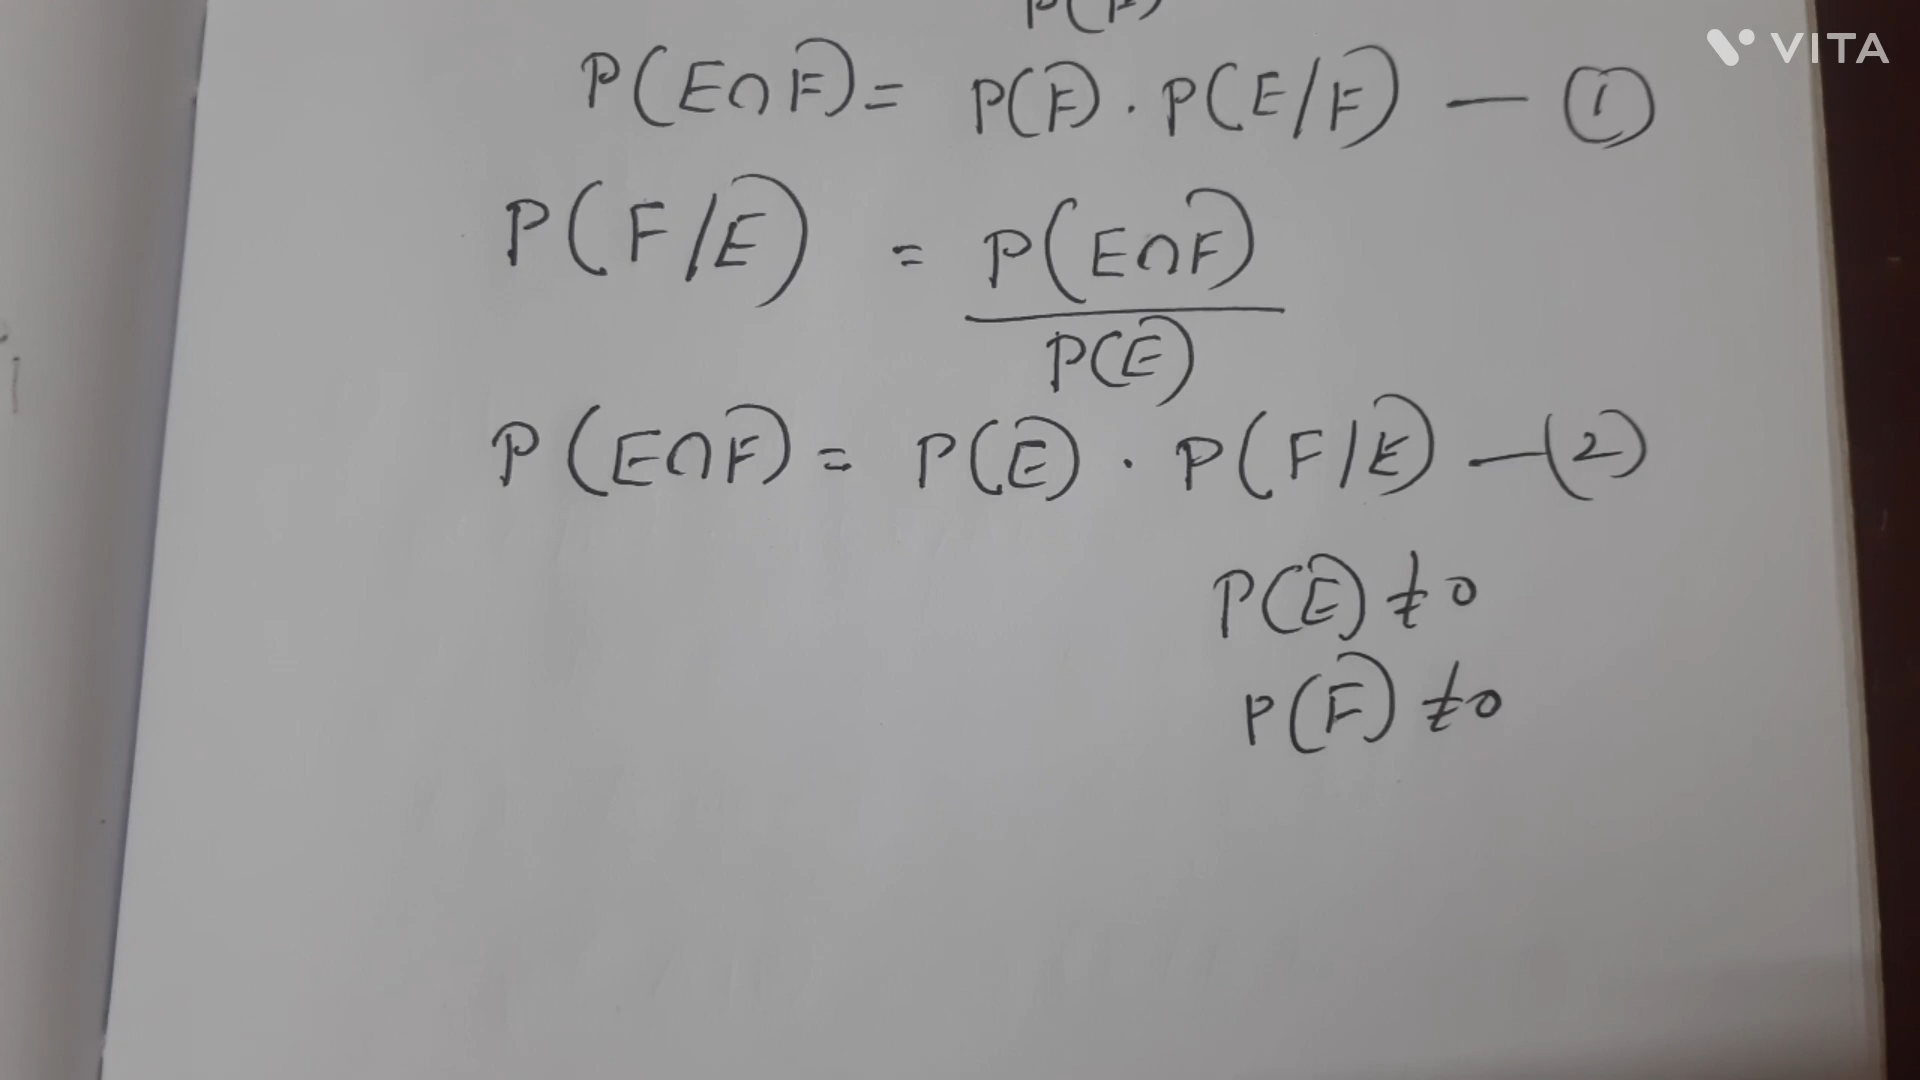 P(F)
VITA
P(E∩F) = P(F) . P(E/F) — ①
P(F/E) = P(E∩F)
P(E)
P(E∩F) = P(E) . P(F/E) — (2)
P(E) ≠ 0
P(F) ≠ 0